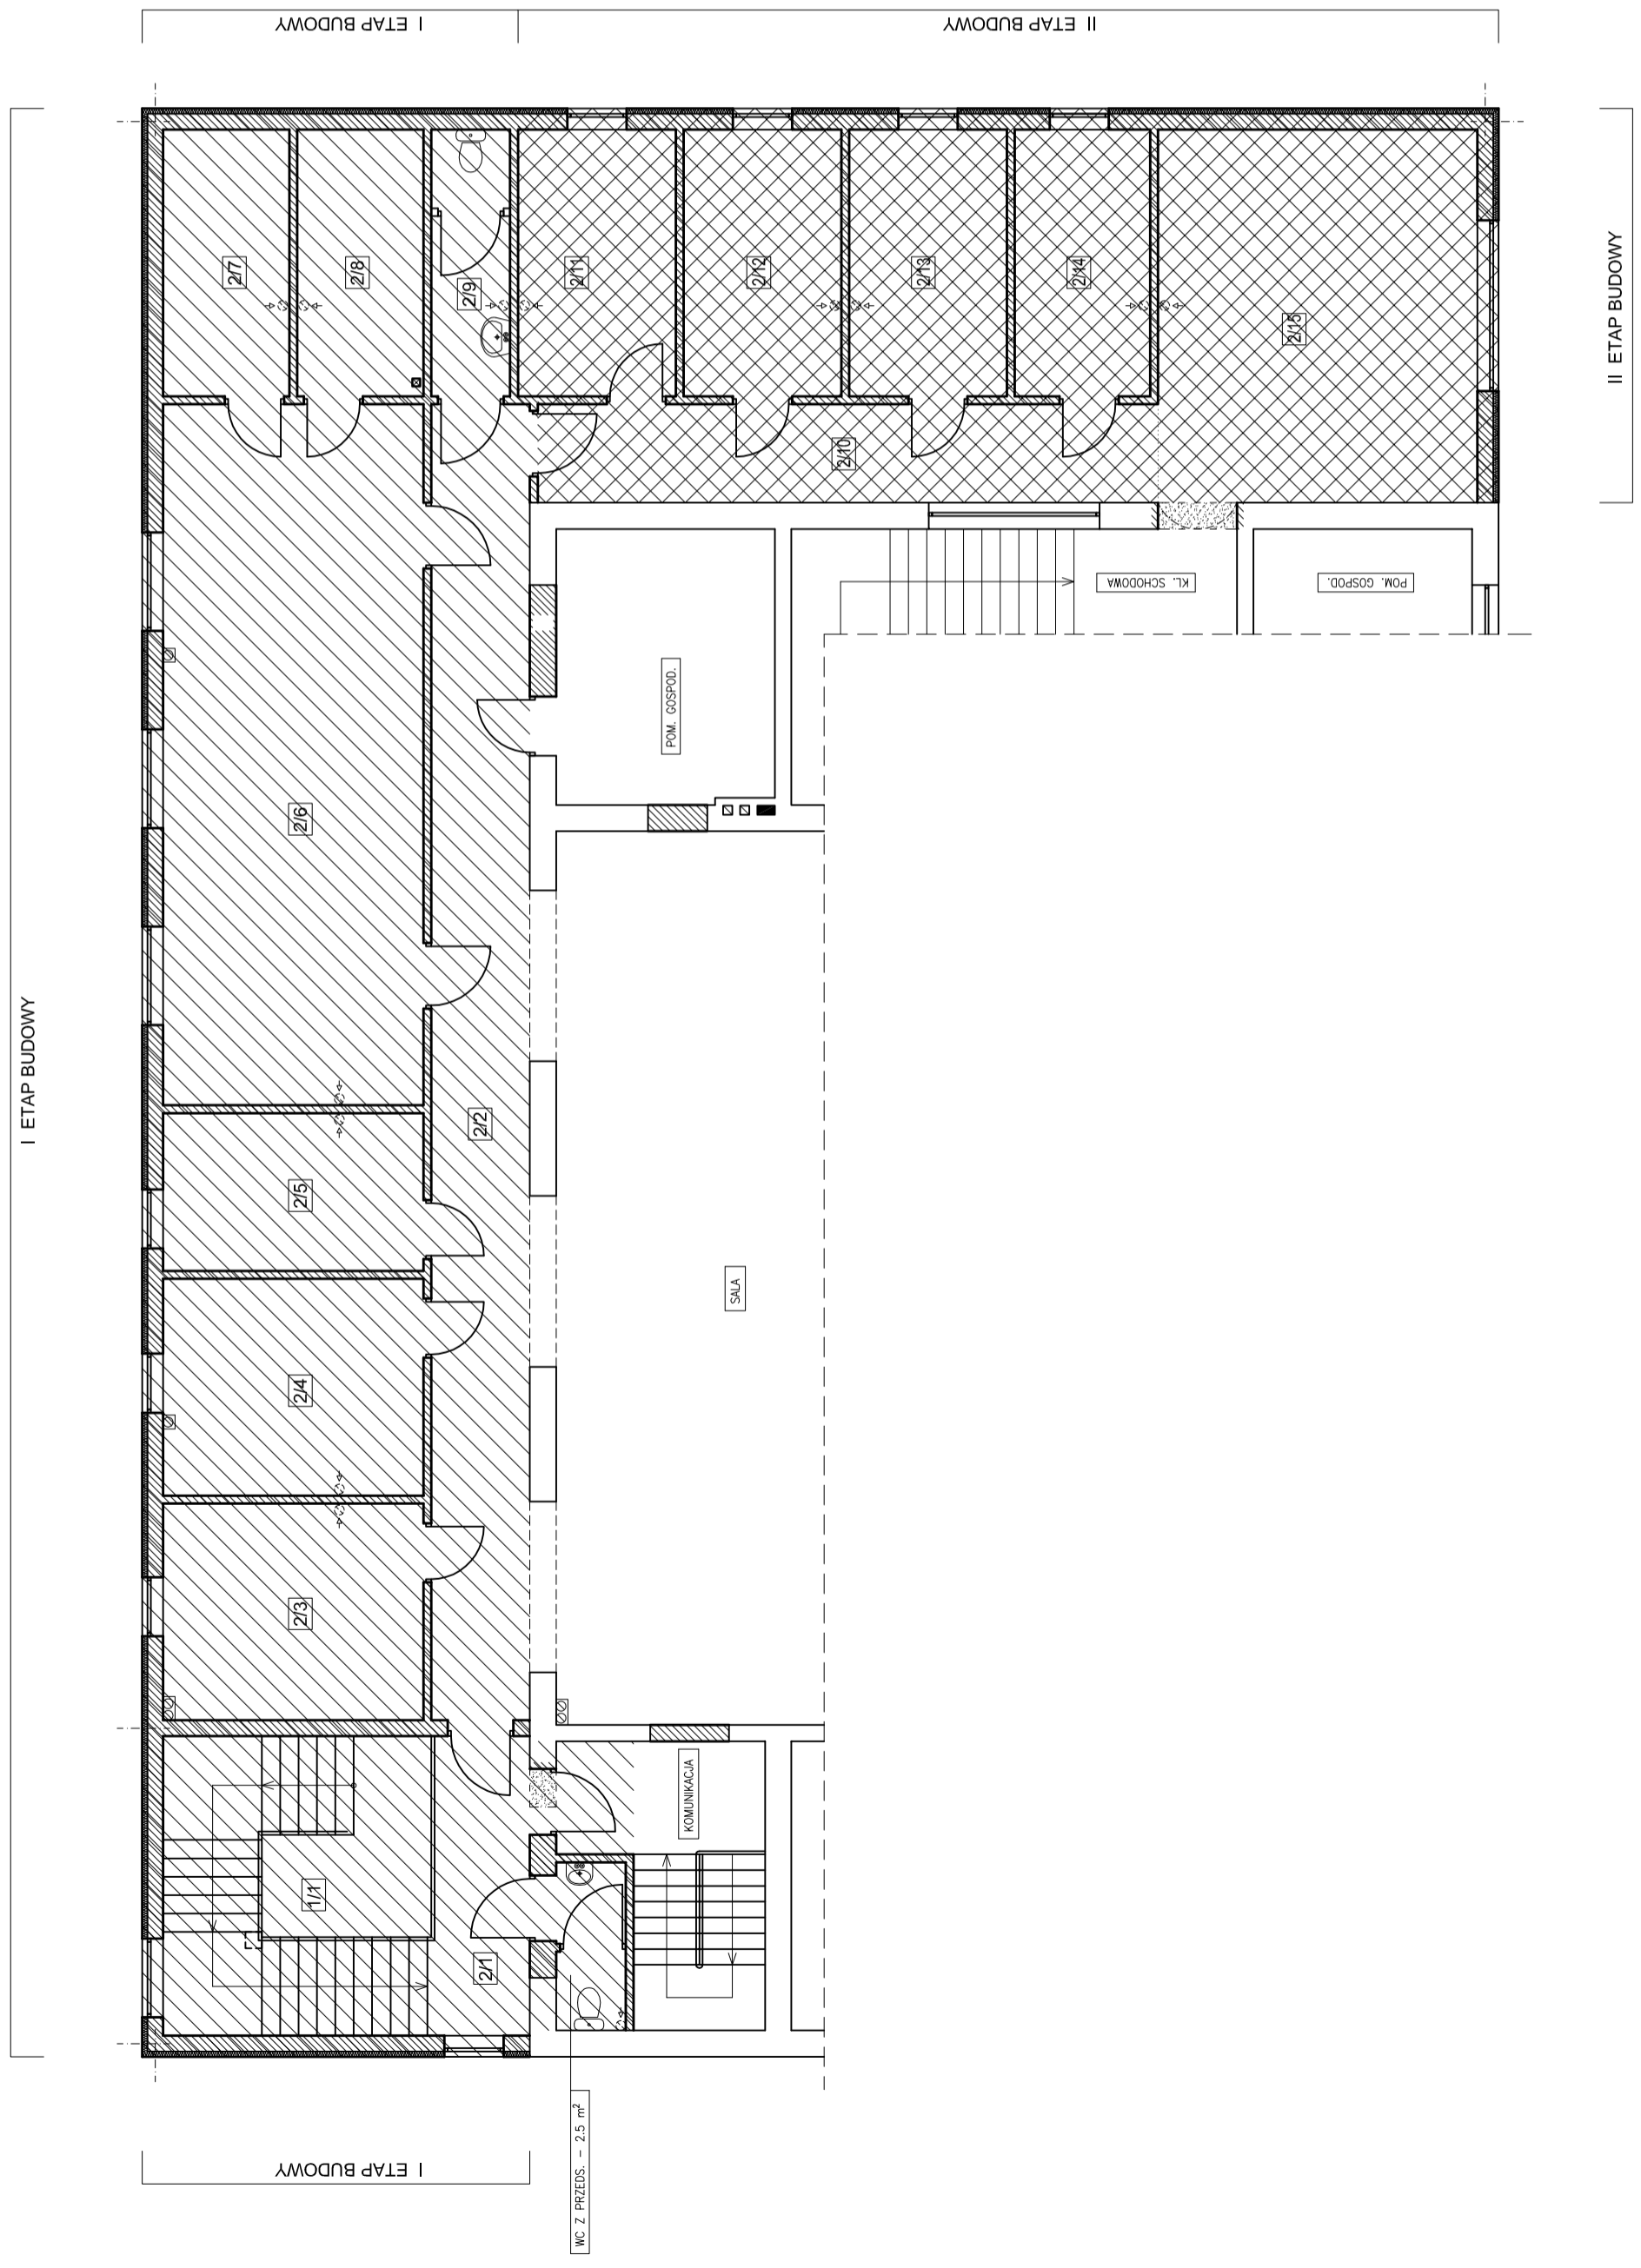 I ETAP BUDOWY
II ETAP BUDOWY
I ETAP BUDOWY
II ETAP BUDOWY
2/7
2/8
2/9
2/11
2/12
2/13
2/14
2/15
2/10
KL. SCHODOWA
POM. GOSPOD.
POM. GOSPOD.
2/6
2/2
2/5
2/4
SALA
2/3
KOMUNIKACJA
1/1
2/1
I ETAP BUDOWY
WC Z PRZEDS. - 2.5 m²